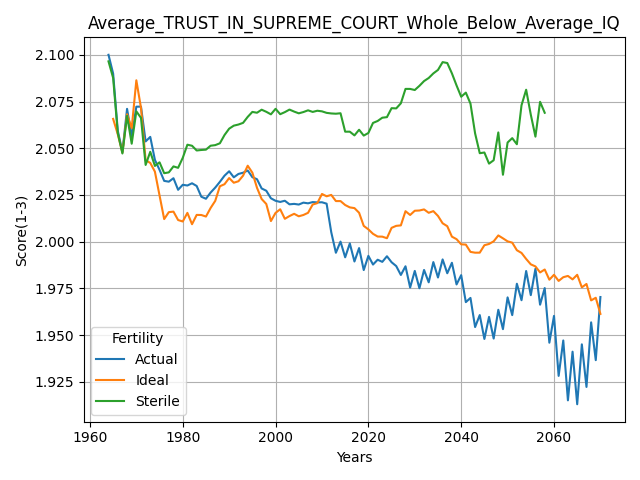 Average_TRUST_IN_SUPREME_COURT_Whole_Below_Average_IQ
2.100
2.075
2.050
2.025
2.000
1.975
1.950
1.925
Score(1-3)
Fertility
Actual
Ideal
Sterile
1960
1980
2000
2020
2040
2060
Years